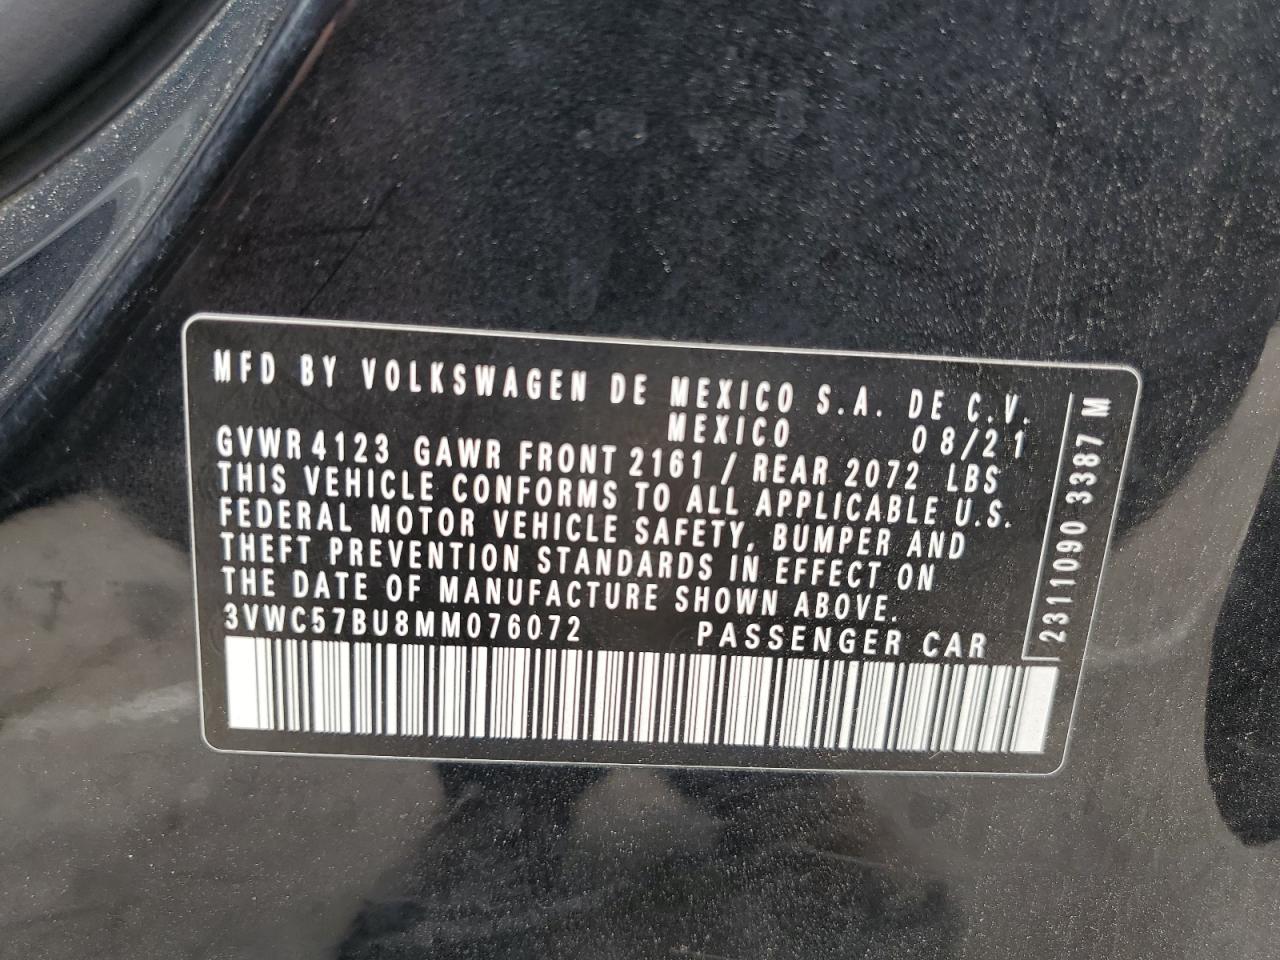 MFD BY VOLKSWAGEN DE MEXICO S.A. DE C.V.
MEXICO 08/21
GVWR 4123 GAWR FRONT 2161 / REAR 2072 LBS
THIS VEHICLE CONFORMS TO ALL APPLICABLE U.S.
FEDERAL MOTOR VEHICLE SAFETY, BUMPER AND
THEFT PREVENTION STANDARDS IN EFFECT ON
THE DATE OF MANUFACTURE SHOWN ABOVE.
3VWC57BU8MM076072 PASSENGER CAR
2311090 3387 M